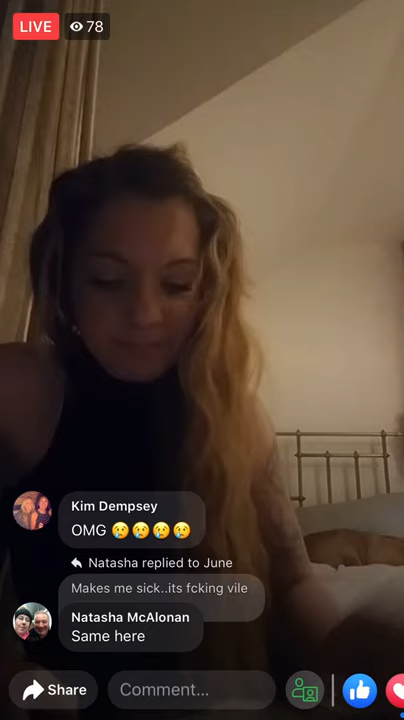 LIVE 78
Kim Dempsey
OMG 😢😢😢😢
Natasha replied to June
Makes me sick..its fcking vile
Natasha McAlonan
Same here
Share Comment...